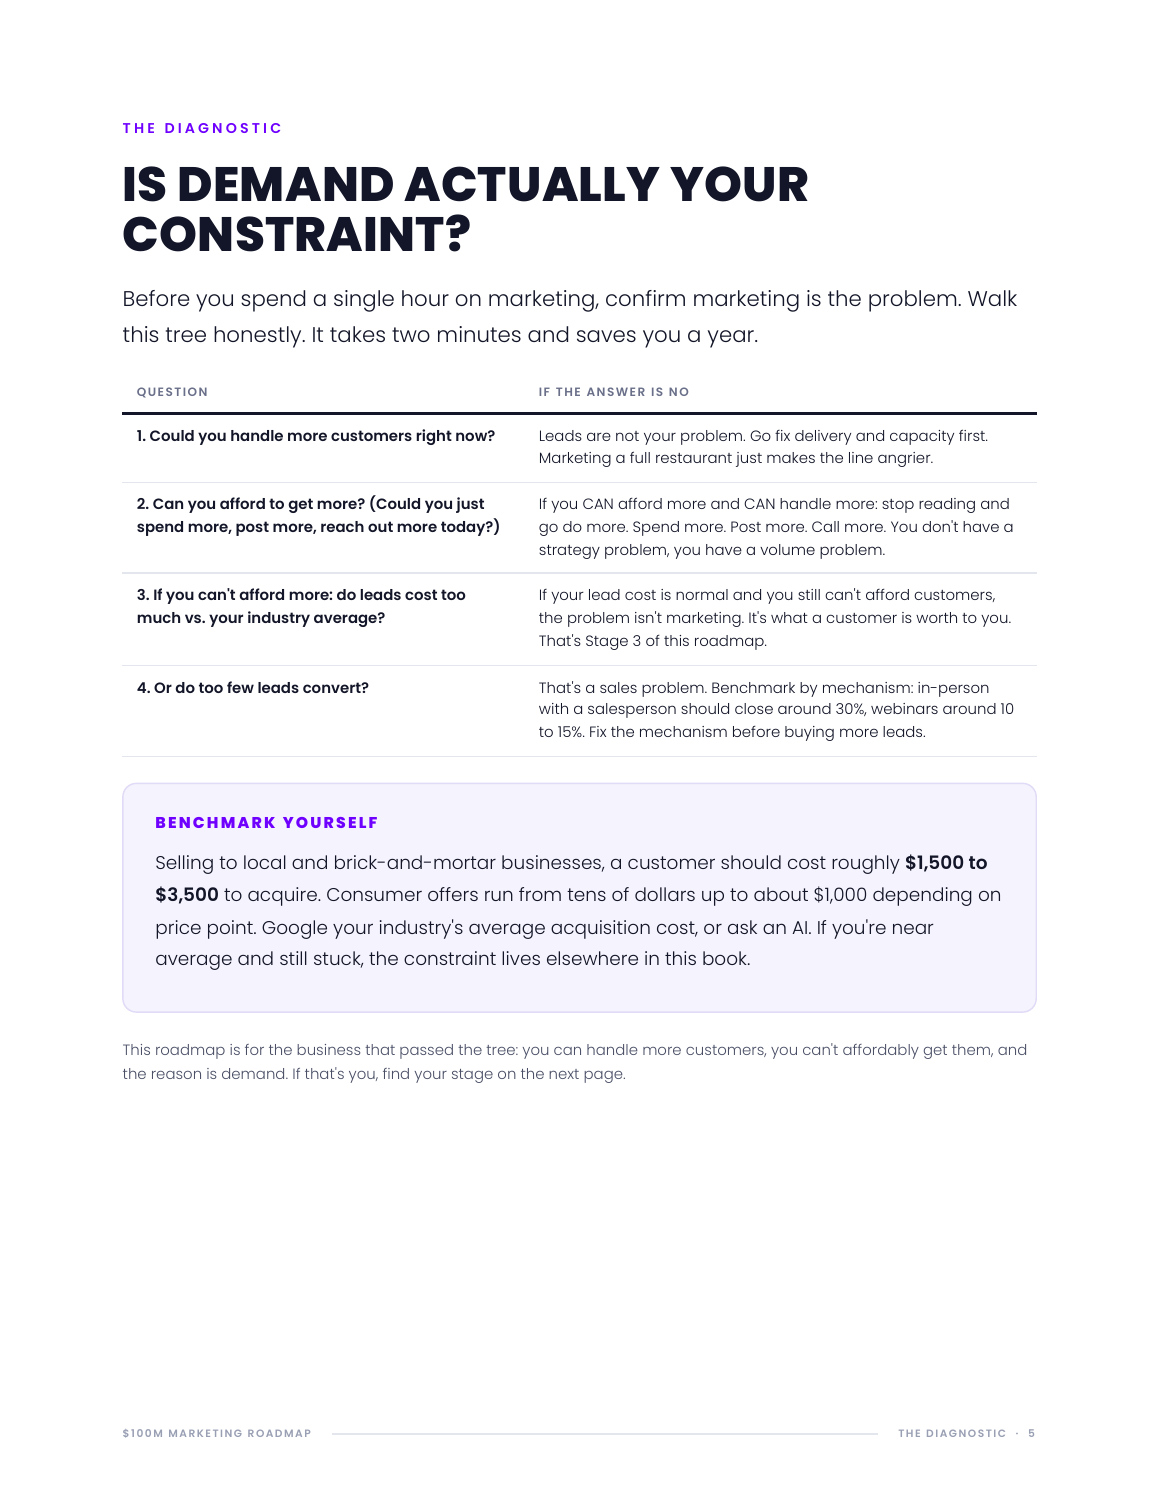 THE DIAGNOSTIC
IS DEMAND ACTUALLY YOUR
CONSTRAINT?
Before you spend a single hour on marketing, confirm marketing is the problem. Walk
this tree honestly. It takes two minutes and saves you a year.
QUESTION
IF THE ANSWER IS NO
1. Could you handle more customers right now?
Leads are not your problem. Go fix delivery and capacity first.
Marketing a full restaurant just makes the line angrier.
2. Can you afford to get more? (Could you just
spend more, post more, reach out more today?)
If you CAN afford more and CAN handle more: stop reading and
go do more. Spend more. Post more. Call more. You don't have a
strategy problem, you have a volume problem.
3. If you can't afford more: do leads cost too
much vs. your industry average?
If your lead cost is normal and you still can't afford customers,
the problem isn't marketing. It's what a customer is worth to you.
That's Stage 3 of this roadmap.
4. Or do too few leads convert?
That's a sales problem. Benchmark by mechanism: in-person
with a salesperson should close around 30%, webinars around 10
to 15%. Fix the mechanism before buying more leads.
BENCHMARK YOURSELF
Selling to local and brick-and-mortar businesses, a customer should cost roughly $1,500 to
$3,500 to acquire. Consumer offers run from tens of dollars up to about $1,000 depending on
price point. Google your industry's average acquisition cost, or ask an AI. If you're near
average and still stuck, the constraint lives elsewhere in this book.
This roadmap is for the business that passed the tree: you can handle more customers, you can't affordably get them, and
the reason is demand. If that's you, find your stage on the next page.
$100M MARKETING ROADMAP
THE DIAGNOSTIC · 5